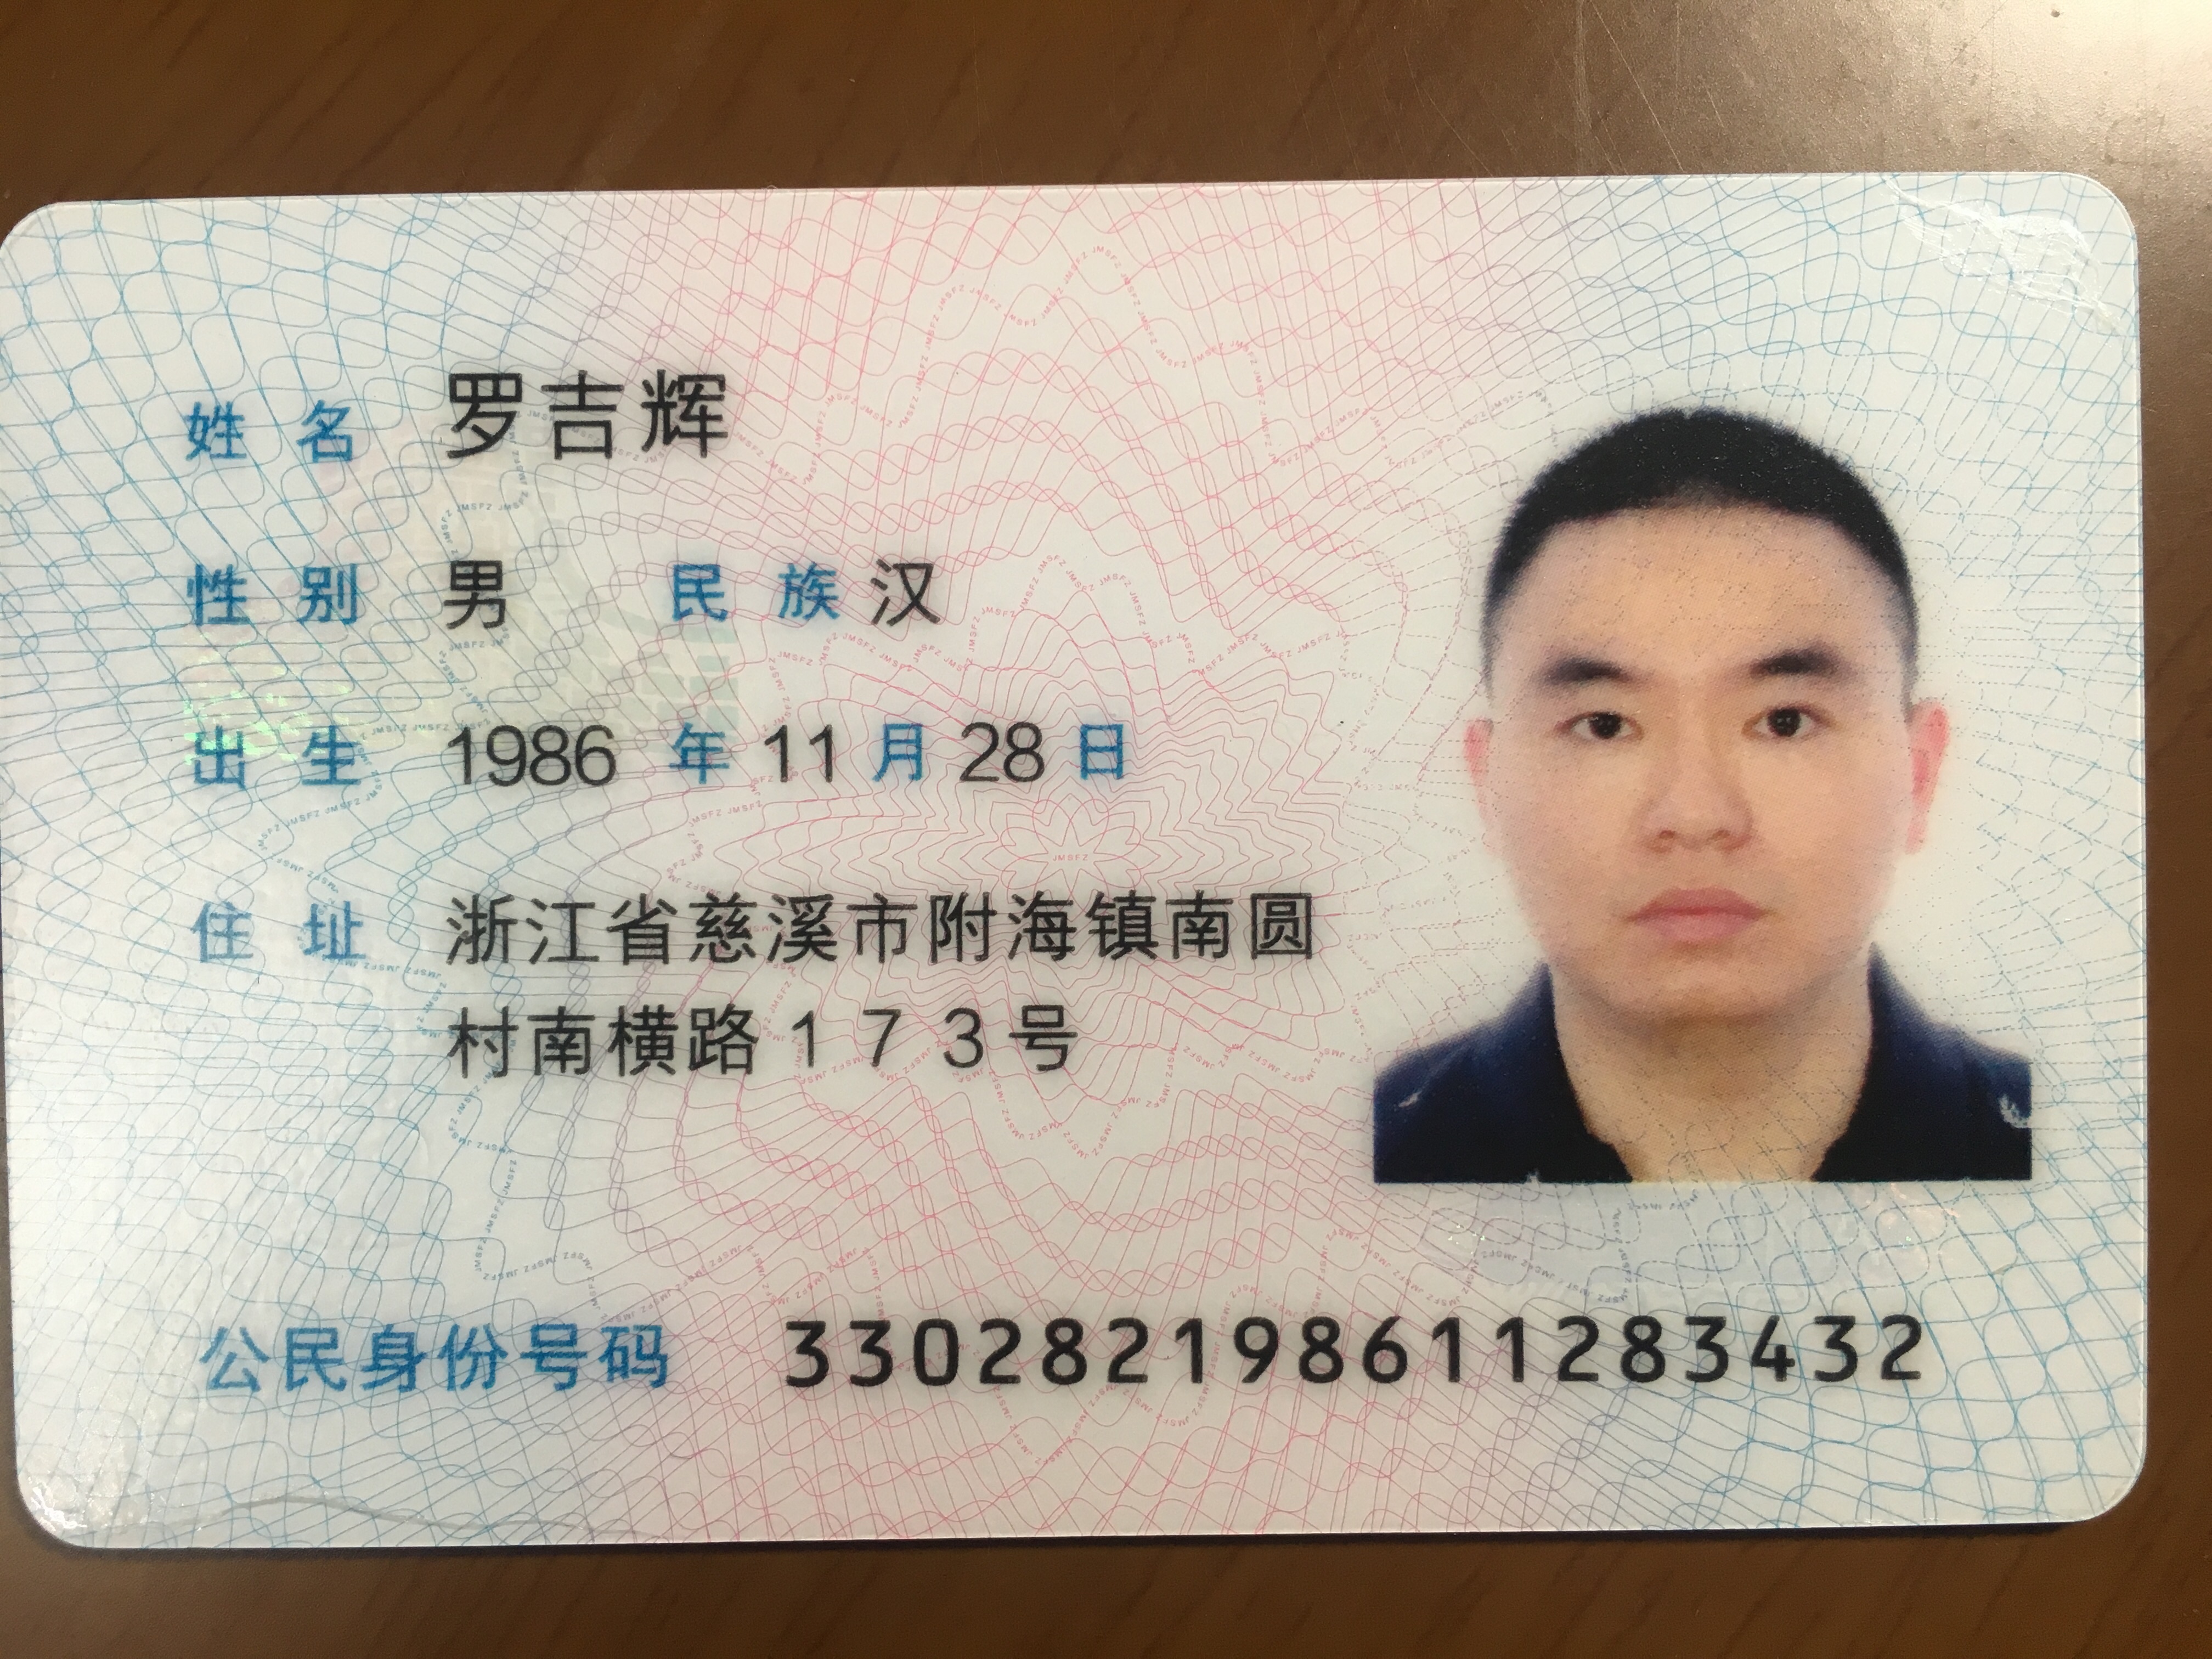 姓名 罗吉辉
性别 男 民族 汉
出生 1986 年 11 月 28 日
住址 浙江省慈溪市附海镇南圆
村南横路173号
公民身份号码 330282198611283432